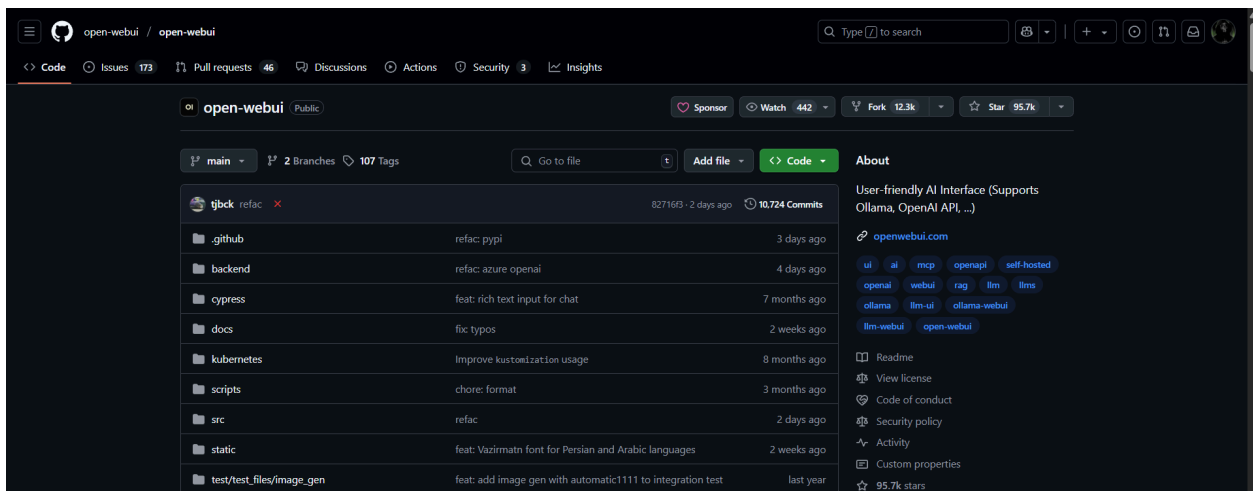 open-webui / open-webui
Type / to search
<> Code
Issues 173
Pull requests 46
Discussions
Actions
Security 3
Insights
OI open-webui Public
Sponsor
Watch 442
Fork 12.3k
Star 95.7k
main
2 Branches
107 Tags
Go to file t
Add file
<> Code
tjbck refac
82716f3 · 2 days ago
10,724 Commits
.github refac: pypi 3 days ago
backend refac: azure openai 4 days ago
cypress feat: rich text input for chat 7 months ago
docs fix: typos 2 weeks ago
kubernetes Improve kustomization usage 8 months ago
scripts chore: format 3 months ago
src refac 2 days ago
static feat: Vazirmatn font for Persian and Arabic languages 2 weeks ago
test/test_files/image_gen feat: add image gen with automatic1111 to integration test last year
About
User-friendly AI Interface (Supports
Ollama, OpenAI API, ...)
openwebui.com
ui ai mcp openapi self-hosted
openai webui rag llm llms
ollama llm-ui ollama-webui
llm-webui open-webui
Readme
View license
Code of conduct
Security policy
Activity
Custom properties
95.7k stars